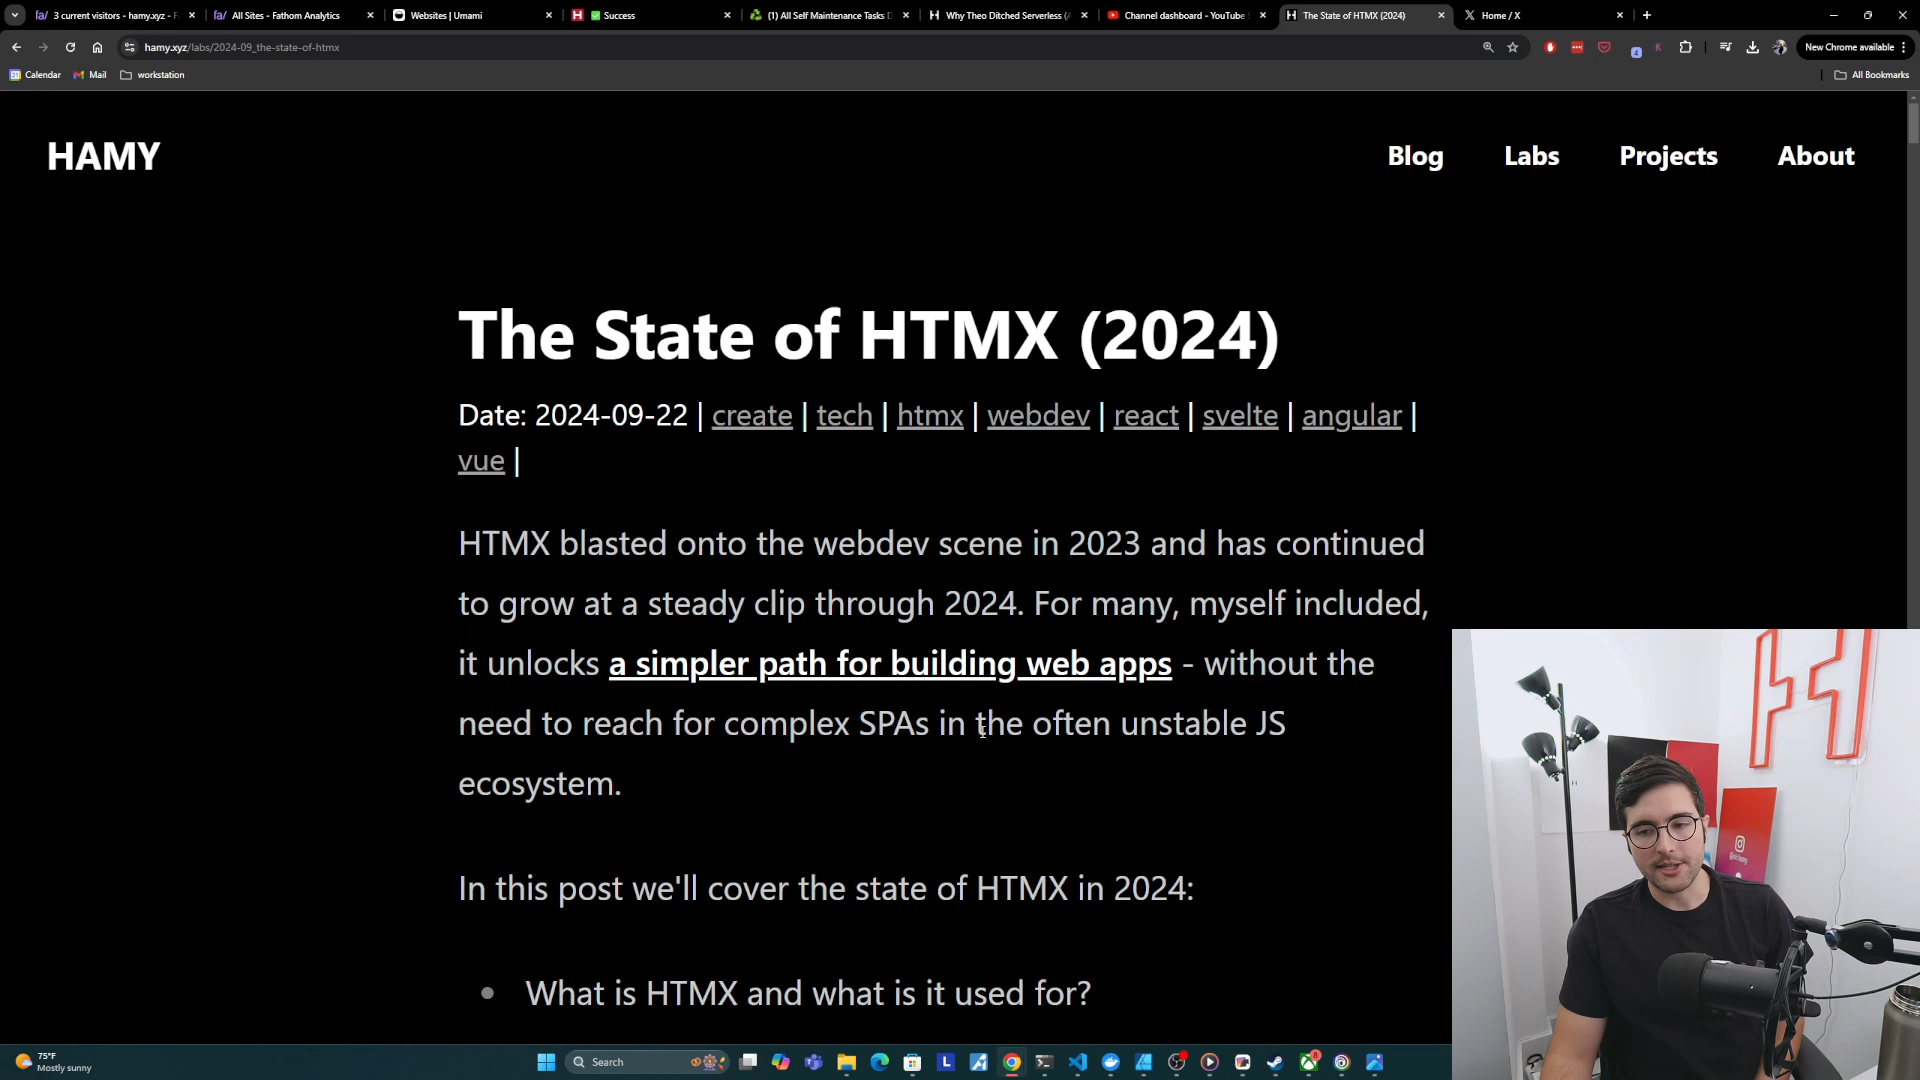 3 current visitors - hamy.xyz - F
All Sites - Fathom Analytics
Websites | Umami
Success
(1) All Self Maintenance Tasks D
Why Theo Ditched Serverless (
Channel dashboard - YouTube S
The State of HTMX (2024)
Home / X
hamy.xyz/labs/2024-09_the-state-of-htmx
New Chrome available
Calendar
Mail
workstation
All Bookmarks
HAMY
Blog
Labs
Projects
About
The State of HTMX (2024)
Date: 2024-09-22 | create | tech | htmx | webdev | react | svelte | angular |
vue |
HTMX blasted onto the webdev scene in 2023 and has continued
to grow at a steady clip through 2024. For many, myself included,
it unlocks a simpler path for building web apps - without the
need to reach for complex SPAs in the often unstable JS
ecosystem.
In this post we'll cover the state of HTMX in 2024:
What is HTMX and what is it used for?
75°F
Mostly sunny
Search